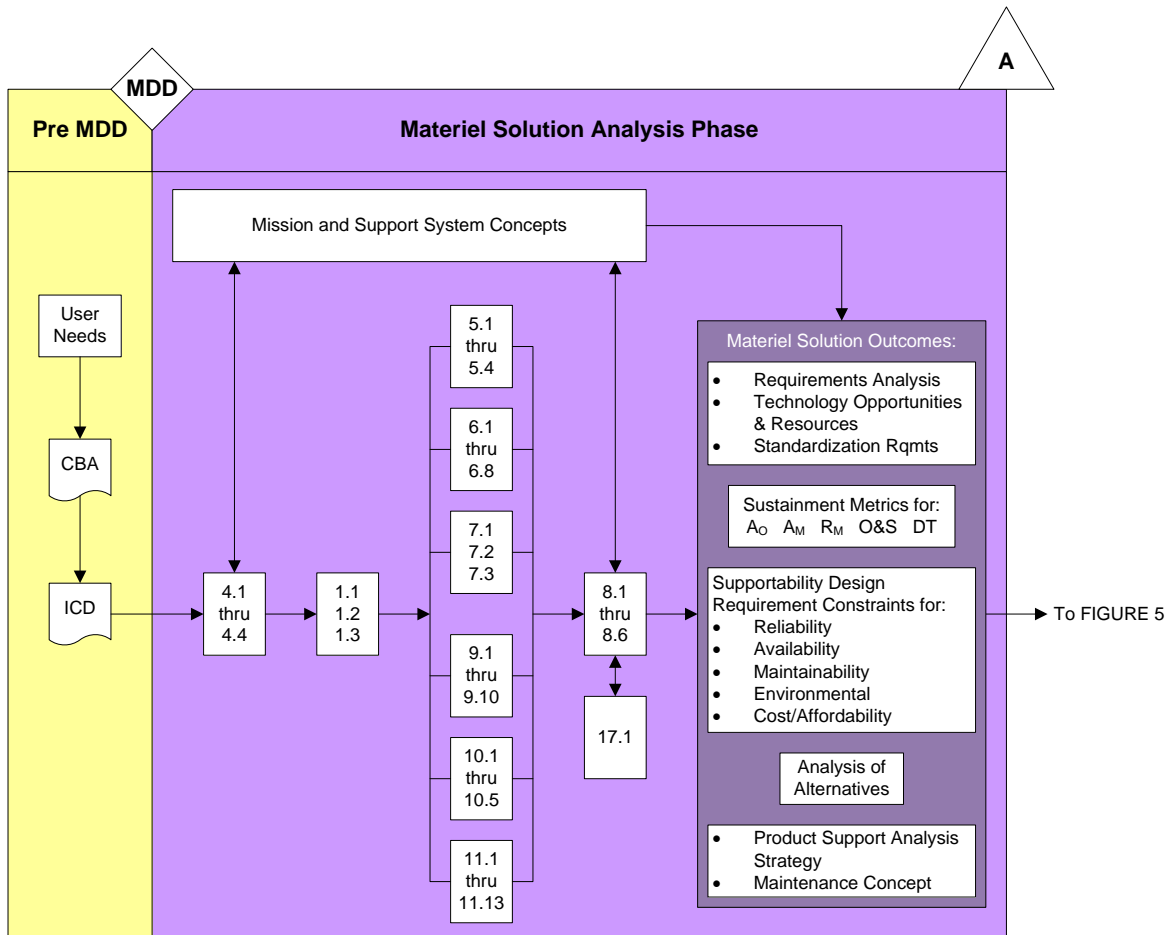 MDD
A
Pre MDD
Materiel Solution Analysis Phase
Mission and Support System Concepts
User
Needs
CBA
ICD
4.1
thru
4.4
1.1
1.2
1.3
5.1
thru
5.4
6.1
thru
6.8
7.1
7.2
7.3
9.1
thru
9.10
10.1
thru
10.5
11.1
thru
11.13
8.1
thru
8.6
17.1
Materiel Solution Outcomes:
• Requirements Analysis
• Technology Opportunities
& Resources
• Standardization Rqmts
Sustainment Metrics for:
AO AM RM O&S DT
Supportability Design
Requirement Constraints for:
• Reliability
• Availability
• Maintainability
• Environmental
• Cost/Affordability
Analysis of
Alternatives
• Product Support Analysis
Strategy
• Maintenance Concept
To FIGURE 5